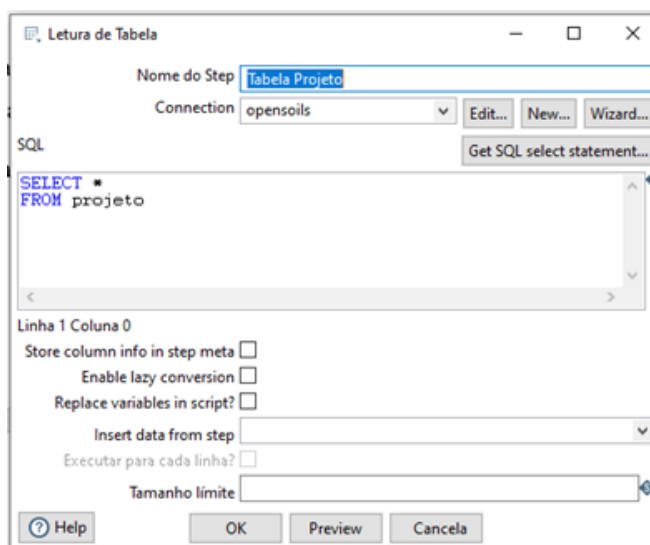 Letura de Tabela
Nome do Step Tabela Projeto
Connection opensoils Edit... New... Wizard...
SQL Get SQL select statement...
SELECT *
FROM projeto
Linha 1 Coluna 0
Store column info in step meta
Enable lazy conversion
Replace variables in script?
Insert data from step
Executar para cada linha?
Tamanho límite
Help OK Preview Cancela